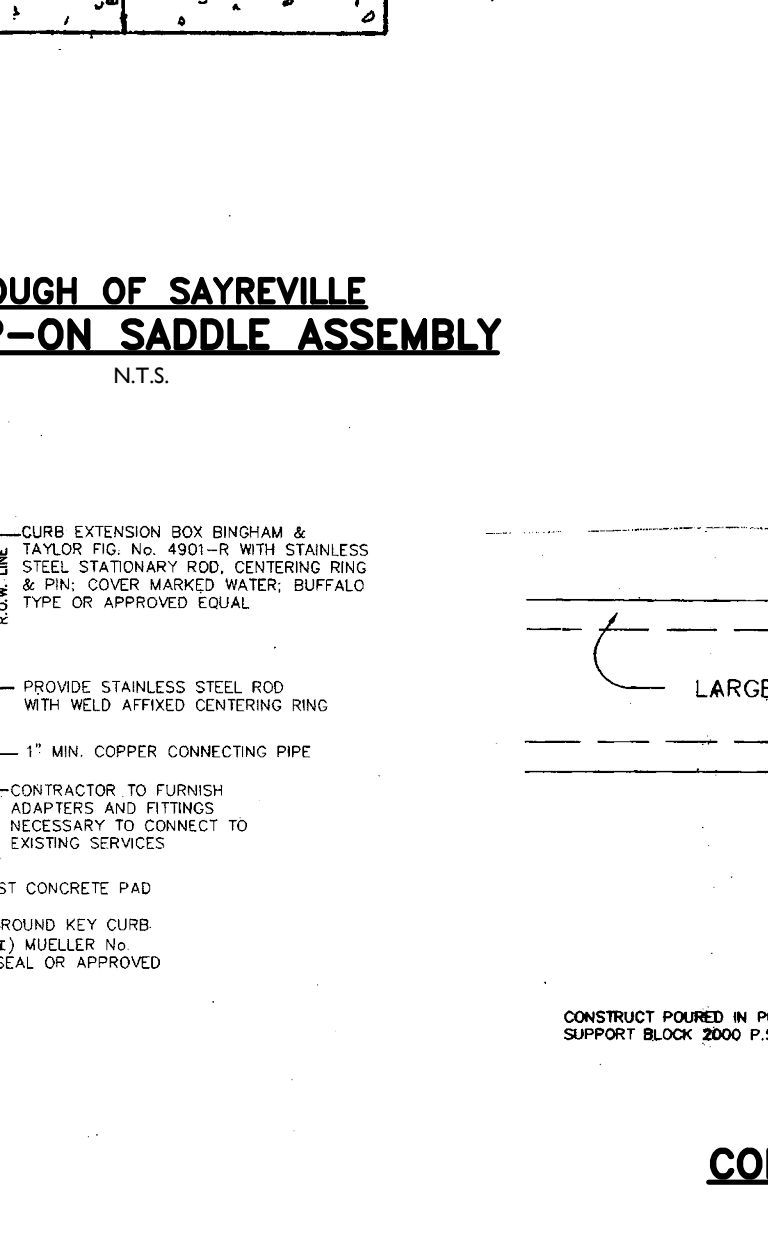 OUGH OF SAYREVILLE
P-ON SADDLE ASSEMBLY
N.T.S.
CURB EXTENSION BOX BINGHAM &
TAYLOR FIG. No. 4901-R WITH STAINLESS
STEEL STATIONARY ROD, CENTERING RING
& PIN; COVER MARKED WATER; BUFFALO
TYPE OR APPROVED EQUAL
R.O.W. LINE
PROVIDE STAINLESS STEEL ROD
WITH WELD AFFIXED CENTERING RING
1" MIN. COPPER CONNECTING PIPE
CONTRACTOR TO FURNISH
ADAPTERS AND FITTINGS
NECESSARY TO CONNECT TO
EXISTING SERVICES
ST CONCRETE PAD
ROUND KEY CURB
I) MUELLER No.
SEAL OR APPROVED
LARGE
CONSTRUCT POURED IN P
SUPPORT BLOCK 2000 P.S
CO